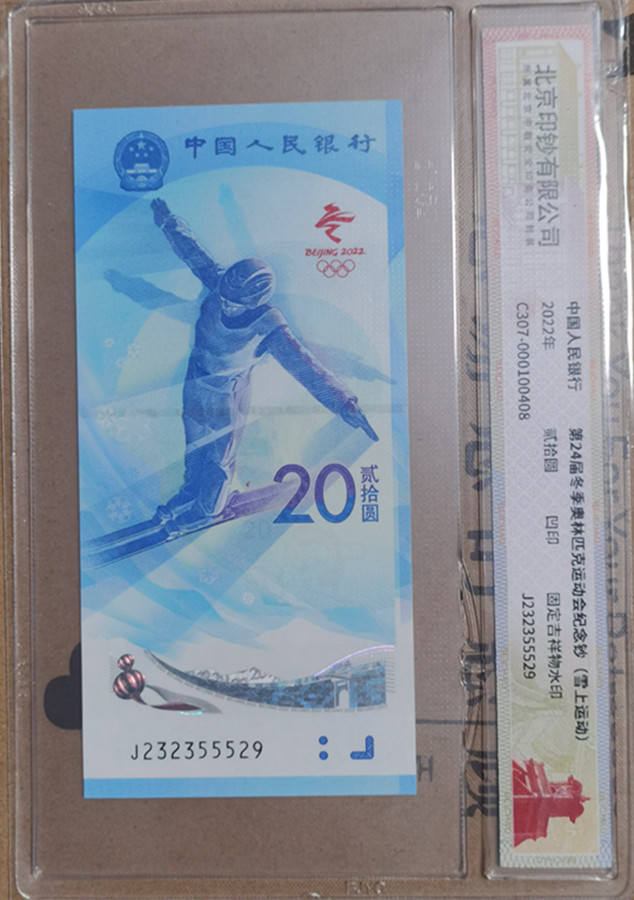 中国人民银行
BEIJING 2022
20
贰拾圆
J232355529
北京印钞有限公司
中国人民银行 第24届冬季奥林匹克运动会纪念钞（雪上运动）
2022年 贰拾圆 凹印 固定吉祥物水印
C307-000100408 J232355529